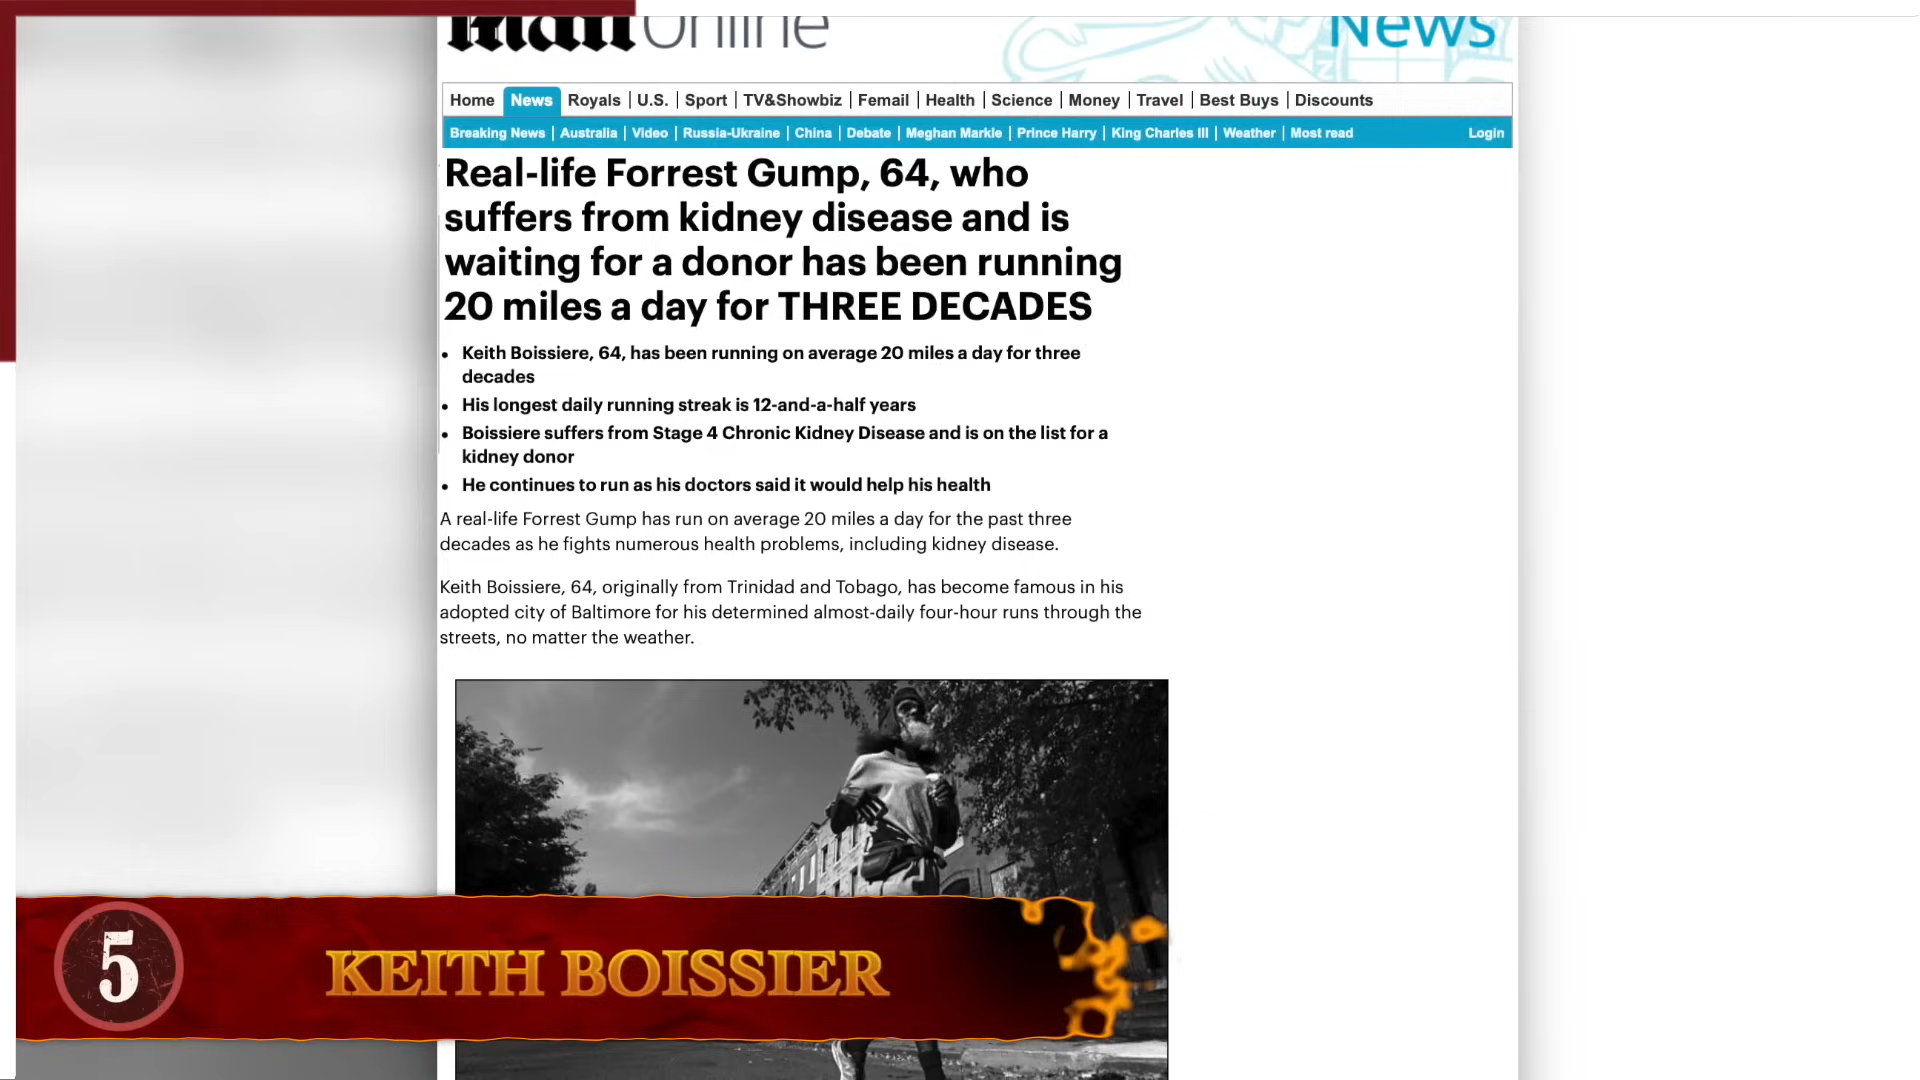 Mail Online
News
Home News Royals U.S. Sport TV&Showbiz Femail Health Science Money Travel Best Buys Discounts
Breaking News Australia Video Russia-Ukraine China Debate Meghan Markle Prince Harry King Charles III Weather Most read Login
Real-life Forrest Gump, 64, who
suffers from kidney disease and is
waiting for a donor has been running
20 miles a day for THREE DECADES
• Keith Boissiere, 64, has been running on average 20 miles a day for three
decades
• His longest daily running streak is 12-and-a-half years
• Boissiere suffers from Stage 4 Chronic Kidney Disease and is on the list for a
kidney donor
• He continues to run as his doctors said it would help his health
A real-life Forrest Gump has run on average 20 miles a day for the past three
decades as he fights numerous health problems, including kidney disease.
Keith Boissiere, 64, originally from Trinidad and Tobago, has become famous in his
adopted city of Baltimore for his determined almost-daily four-hour runs through the
streets, no matter the weather.
5
KEITH BOISSIER